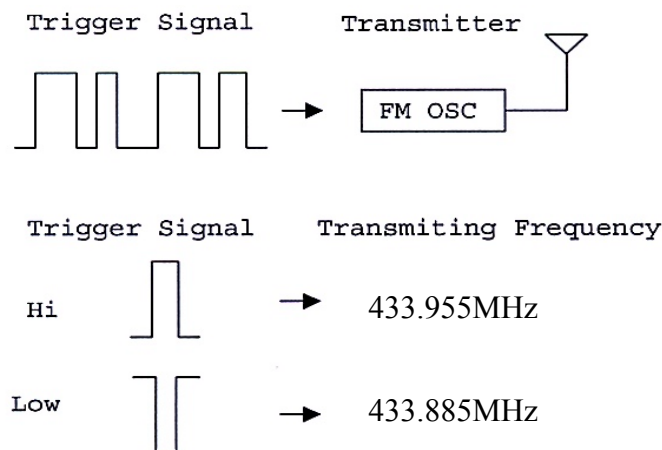 Trigger Signal Transmitter
FM OSC
Trigger Signal Transmiting Frequency
Hi 433.955MHz
Low 433.885MHz